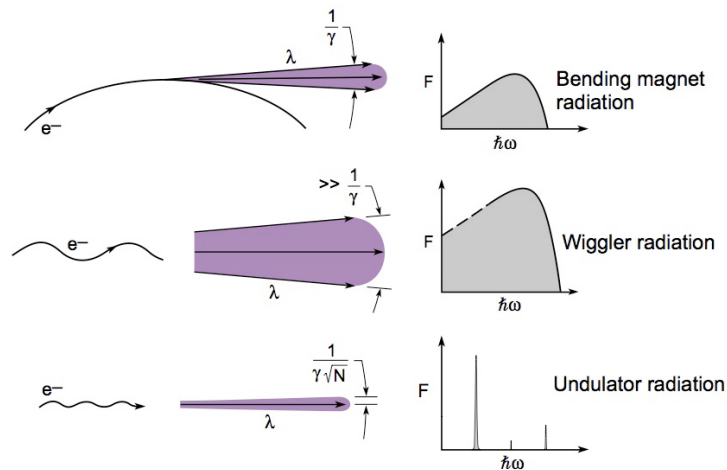 1
γ
λ
e–
F
ħω
Bending magnet
radiation
>> 1
γ
e–
λ
F
ħω
Wiggler radiation
1
γ√N
e–
λ
F
ħω
Undulator radiation